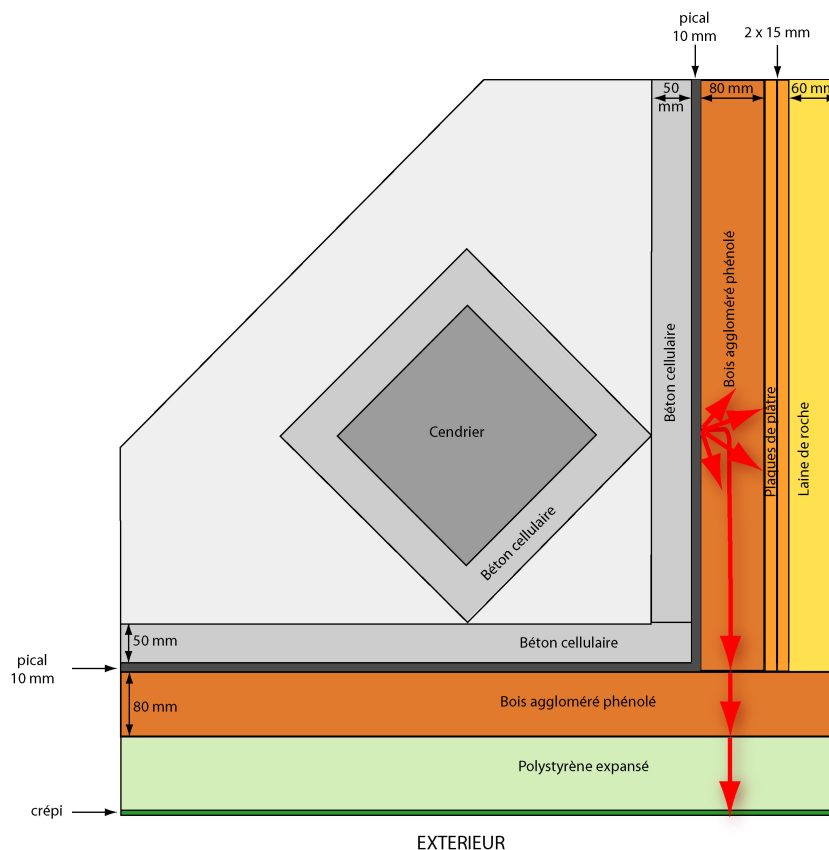 pical
10 mm
2 x 15 mm
50
mm
80 mm
60 mm
Bois aggloméré phénolé
Béton cellulaire
Plaques de plâtre
Laine de roche
Cendrier
Béton cellulaire
50 mm
Béton cellulaire
pical
10 mm
80 mm
Bois aggloméré phénolé
Polystyrène expansé
crépi
EXTERIEUR